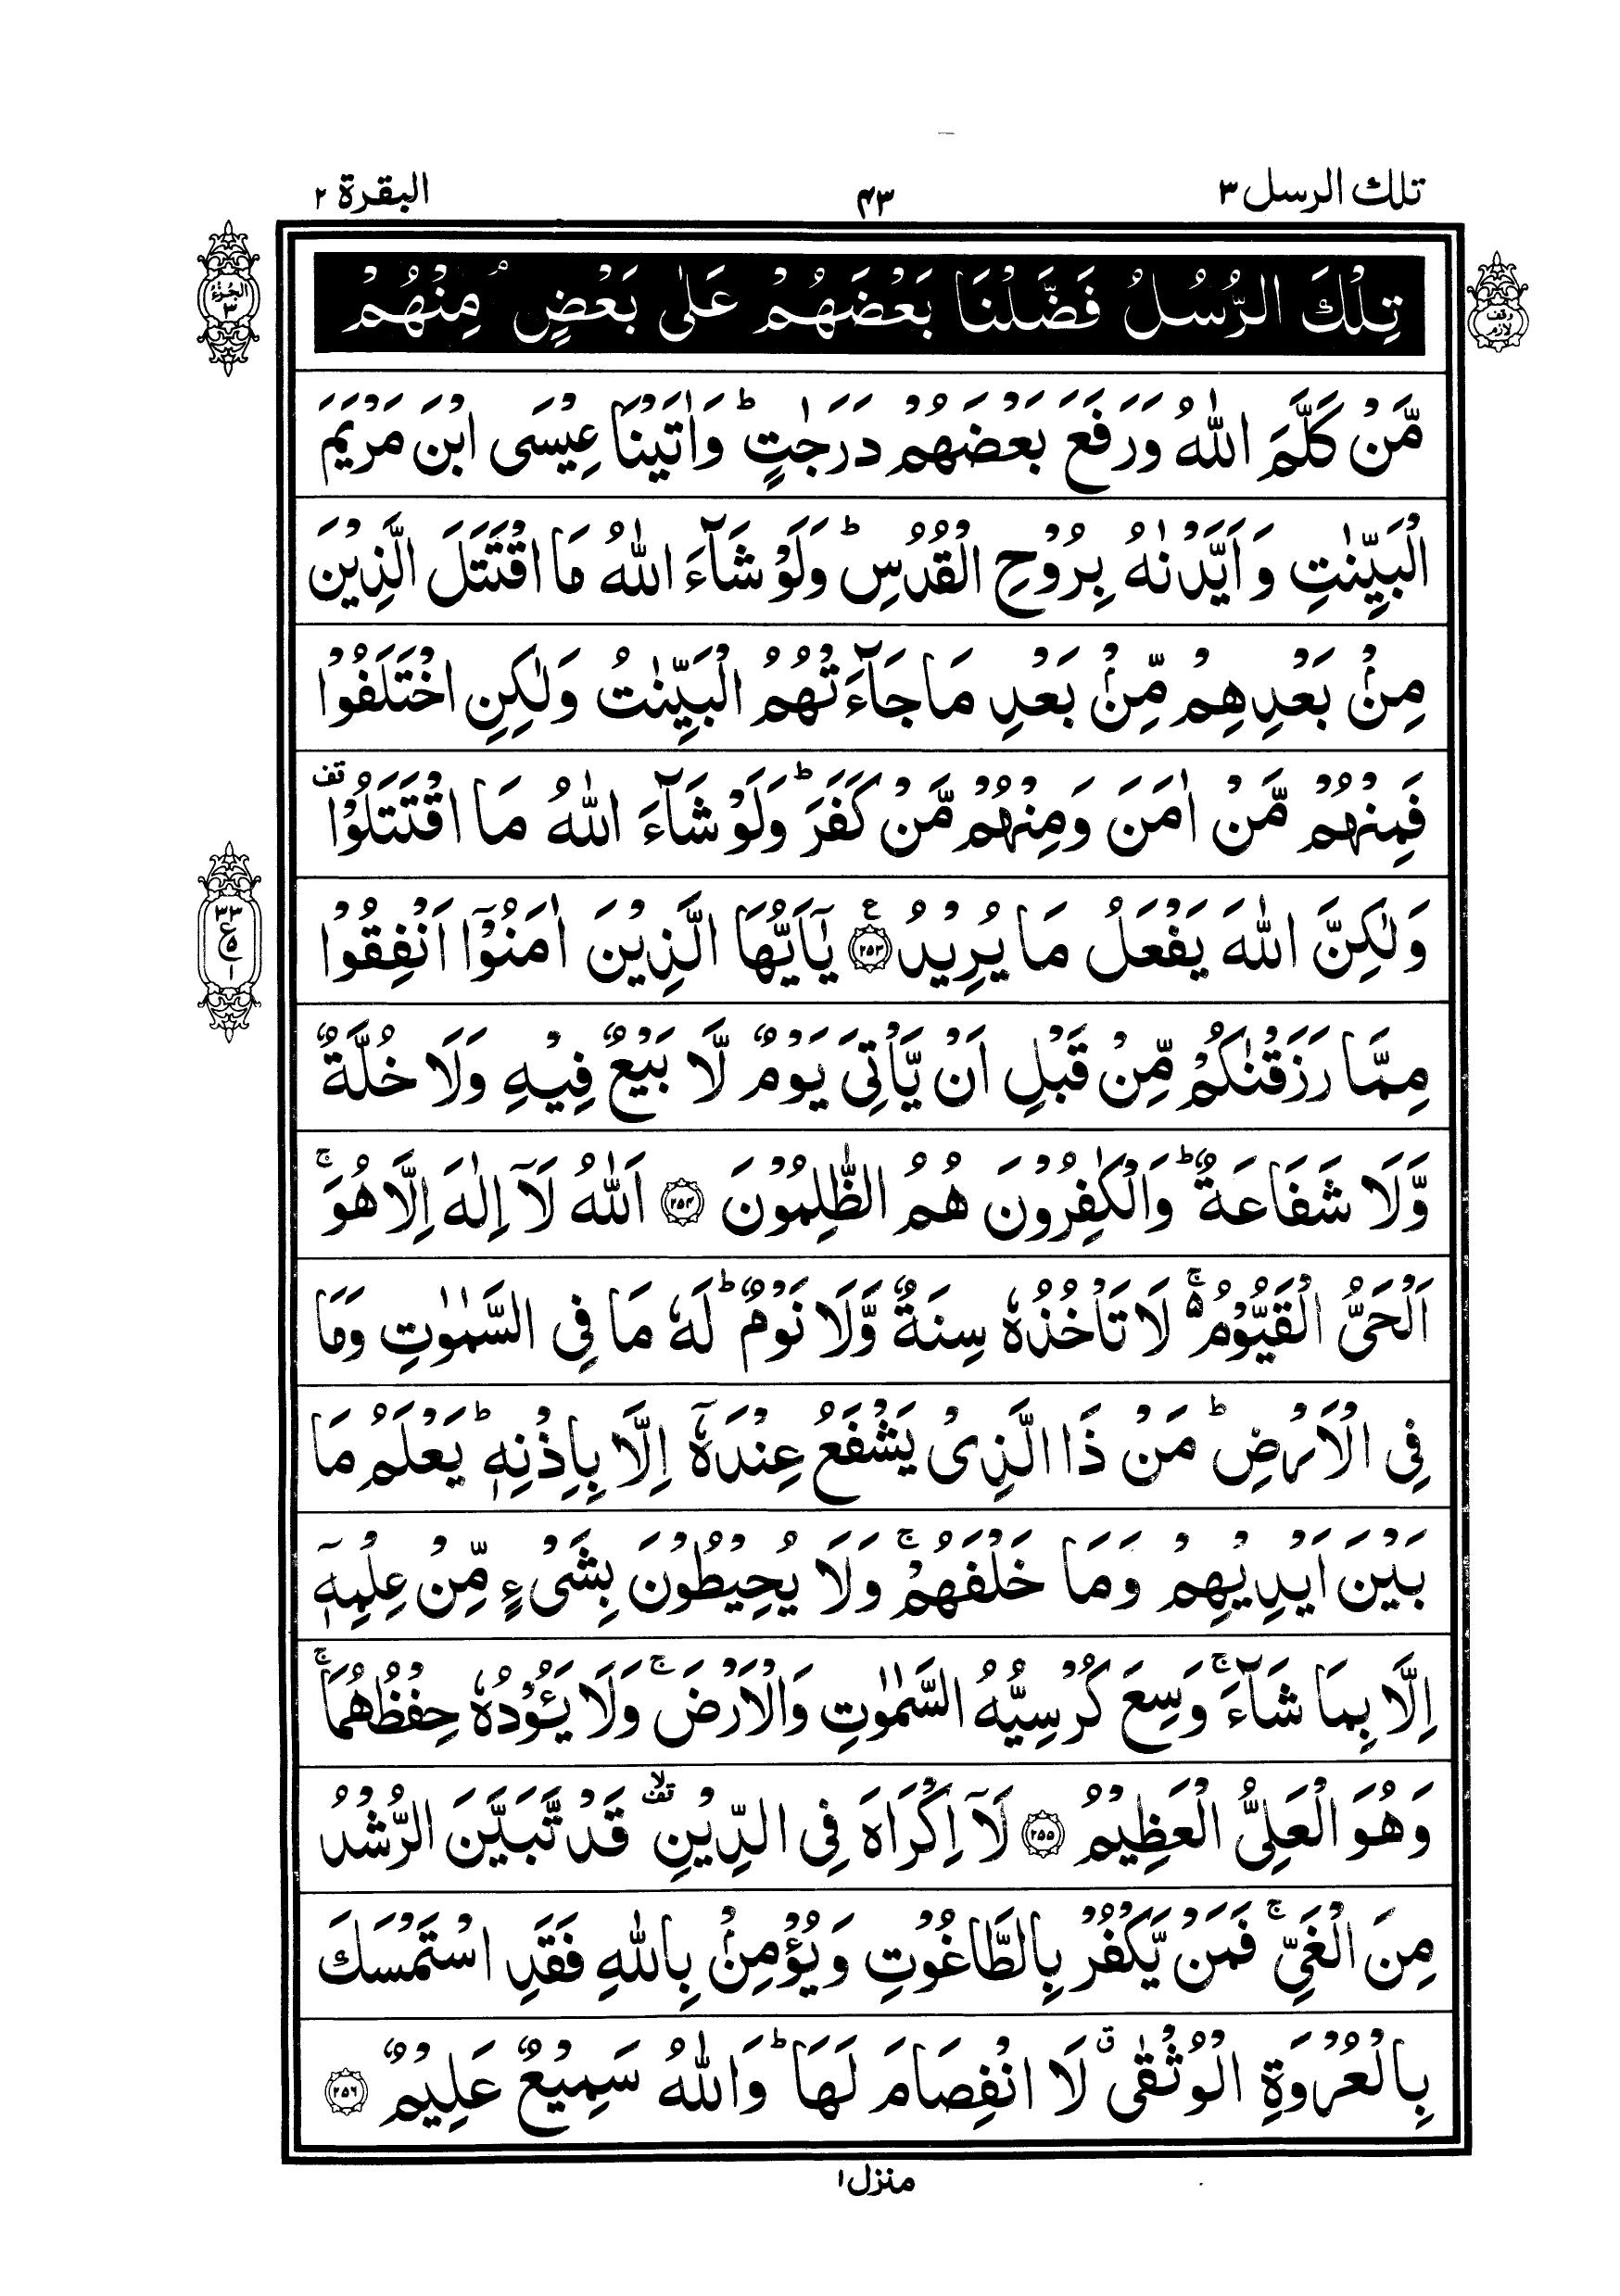 تلك الرسل ٣
٤٣
البقرة ٢
وقف لازم
الجزء ٣
تِلْكَ الرُّسُلُ فَضَّلْنَا بَعْضَهُمْ عَلٰى بَعْضٍ ۘ مِنْهُمْ
مَّنْ كَلَّمَ اللّٰهُ وَرَفَعَ بَعْضَهُمْ دَرَجٰتٍ ؕ وَاٰتَيْنَا عِيْسَى ابْنَ مَرْيَمَ
الْبَيِّنٰتِ وَاَيَّدْنٰهُ بِرُوْحِ الْقُدُسِ ؕ وَلَوْ شَآءَ اللّٰهُ مَا اقْتَتَلَ الَّذِيْنَ
مِنْۢ بَعْدِهِمْ مِّنْۢ بَعْدِ مَا جَآءَتْهُمُ الْبَيِّنٰتُ وَلٰكِنِ اخْتَلَفُوْا
فَمِنْهُمْ مَّنْ اٰمَنَ وَمِنْهُمْ مَّنْ كَفَرَ ؕ وَلَوْ شَآءَ اللّٰهُ مَا اقْتَتَلُوْا قف
وَلٰكِنَّ اللّٰهَ يَفْعَلُ مَا يُرِيْدُ ع ﴿٢٥٣﴾ يٰۤاَيُّهَا الَّذِيْنَ اٰمَنُوْۤا اَنْفِقُوْا
٣٣ ع ٥ ١
مِمَّا رَزَقْنٰكُمْ مِّنْ قَبْلِ اَنْ يَّاْتِىَ يَوْمٌ لَّا بَيْعٌ فِيْهِ وَلَا خُلَّةٌ
وَّلَا شَفَاعَةٌ ؕ وَالْكٰفِرُوْنَ هُمُ الظّٰلِمُوْنَ ﴿٢٥٤﴾ اَللّٰهُ لَاۤ اِلٰهَ اِلَّا هُوَ ۚ
اَلْحَىُّ الْقَيُّوْمُ ۚ۬ لَا تَاْخُذُهٗ سِنَةٌ وَّلَا نَوْمٌ ؕ لَهٗ مَا فِى السَّمٰوٰتِ وَمَا
فِى الْاَرْضِ ؕ مَنْ ذَا الَّذِىْ يَشْفَعُ عِنْدَهٗۤ اِلَّا بِاِذْنِهٖ ؕ يَعْلَمُ مَا
بَيْنَ اَيْدِيْهِمْ وَمَا خَلْفَهُمْ ۚ وَلَا يُحِيْطُوْنَ بِشَىْءٍ مِّنْ عِلْمِهٖۤ
اِلَّا بِمَا شَآءَ ۚ وَسِعَ كُرْسِيُّهُ السَّمٰوٰتِ وَالْاَرْضَ ۚ وَلَا يَئُوْدُهٗ حِفْظُهُمَا ۚ
وَهُوَ الْعَلِىُّ الْعَظِيْمُ ﴿٢٥٥﴾ لَاۤ اِكْرَاهَ فِى الدِّيْنِ ۙ قف قَدْ تَّبَيَّنَ الرُّشْدُ
مِنَ الْغَىِّ ۚ فَمَنْ يَّكْفُرْ بِالطَّاغُوْتِ وَيُؤْمِنْۢ بِاللّٰهِ فَقَدِ اسْتَمْسَكَ
بِالْعُرْوَةِ الْوُثْقٰى ق لَا انْفِصَامَ لَهَا ؕ وَاللّٰهُ سَمِيْعٌ عَلِيْمٌ ﴿٢٥٦﴾
منزل ١